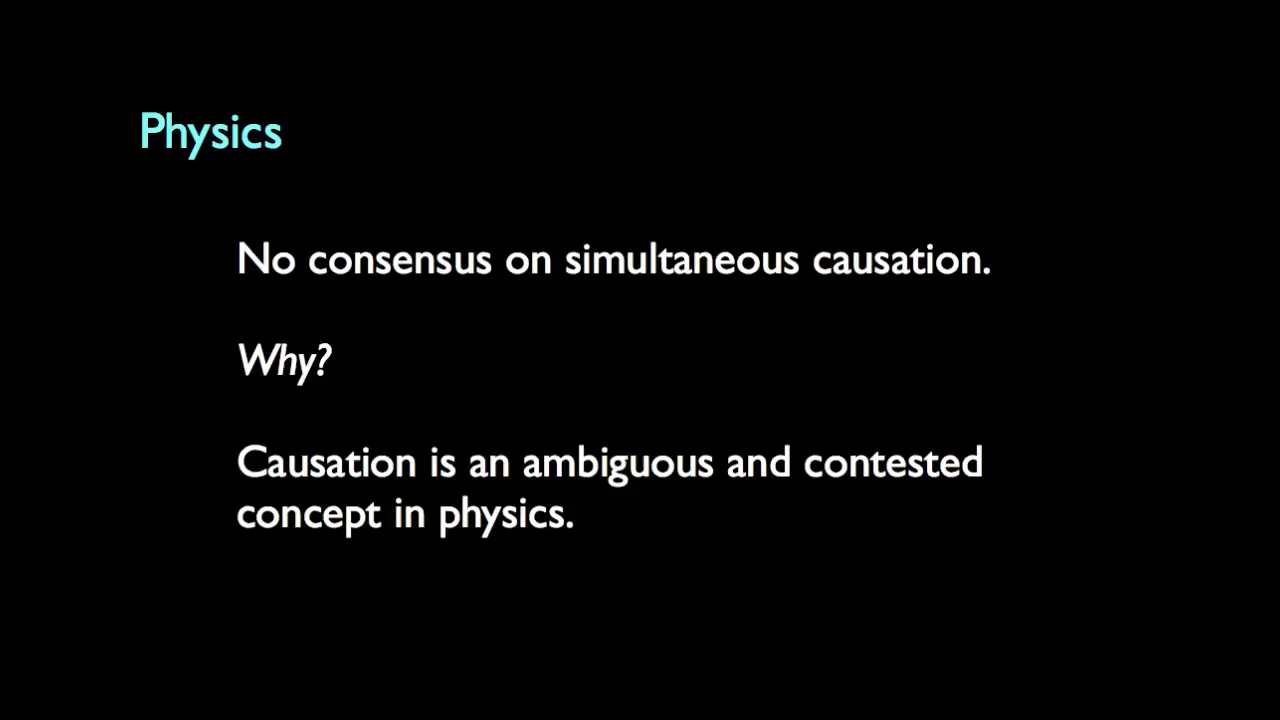 Physics
No consensus on simultaneous causation.
Why?
Causation is an ambiguous and contested
concept in physics.